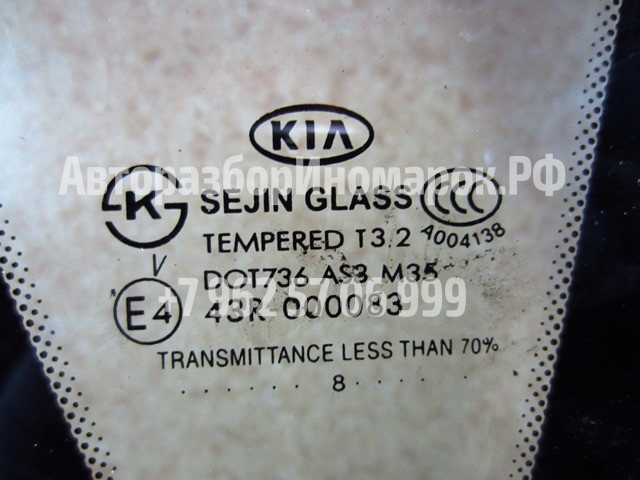 KIA
АвторазборИномарок.РФ
K SEJIN GLASS CCC
TEMPERED T3.2 A004138
V
DOT736 AS3 M35
E4 43R 000083
TRANSMITTANCE LESS THAN 70%
. . . . . . 8 . . . . . .